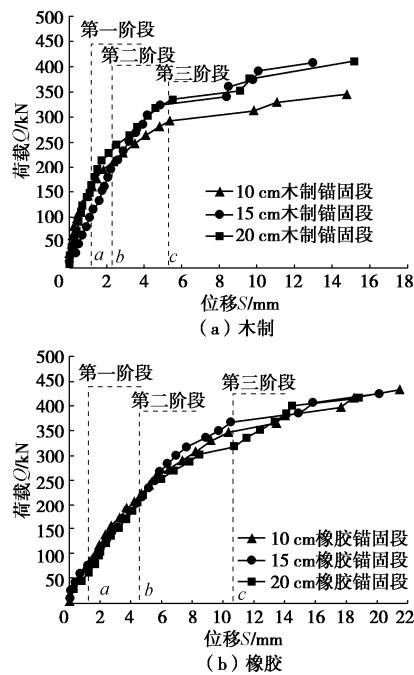 500
450
400
350
300
250
200
150
100
50
荷载Q/kN
第一阶段
第二阶段
第三阶段
10 cm木制锚固段
15 cm木制锚固段
20 cm木制锚固段
a b c
0 2 4 6 8 10 12 14 16 18
位移S/mm
(a)木制
500
450
400
350
300
250
200
150
100
50
荷载Q/kN
第一阶段
第二阶段
第三阶段
10 cm橡胶锚固段
15 cm橡胶锚固段
20 cm橡胶锚固段
a b c
0 2 4 6 8 10 12 14 16 18 20 22
位移S/mm
(b)橡胶